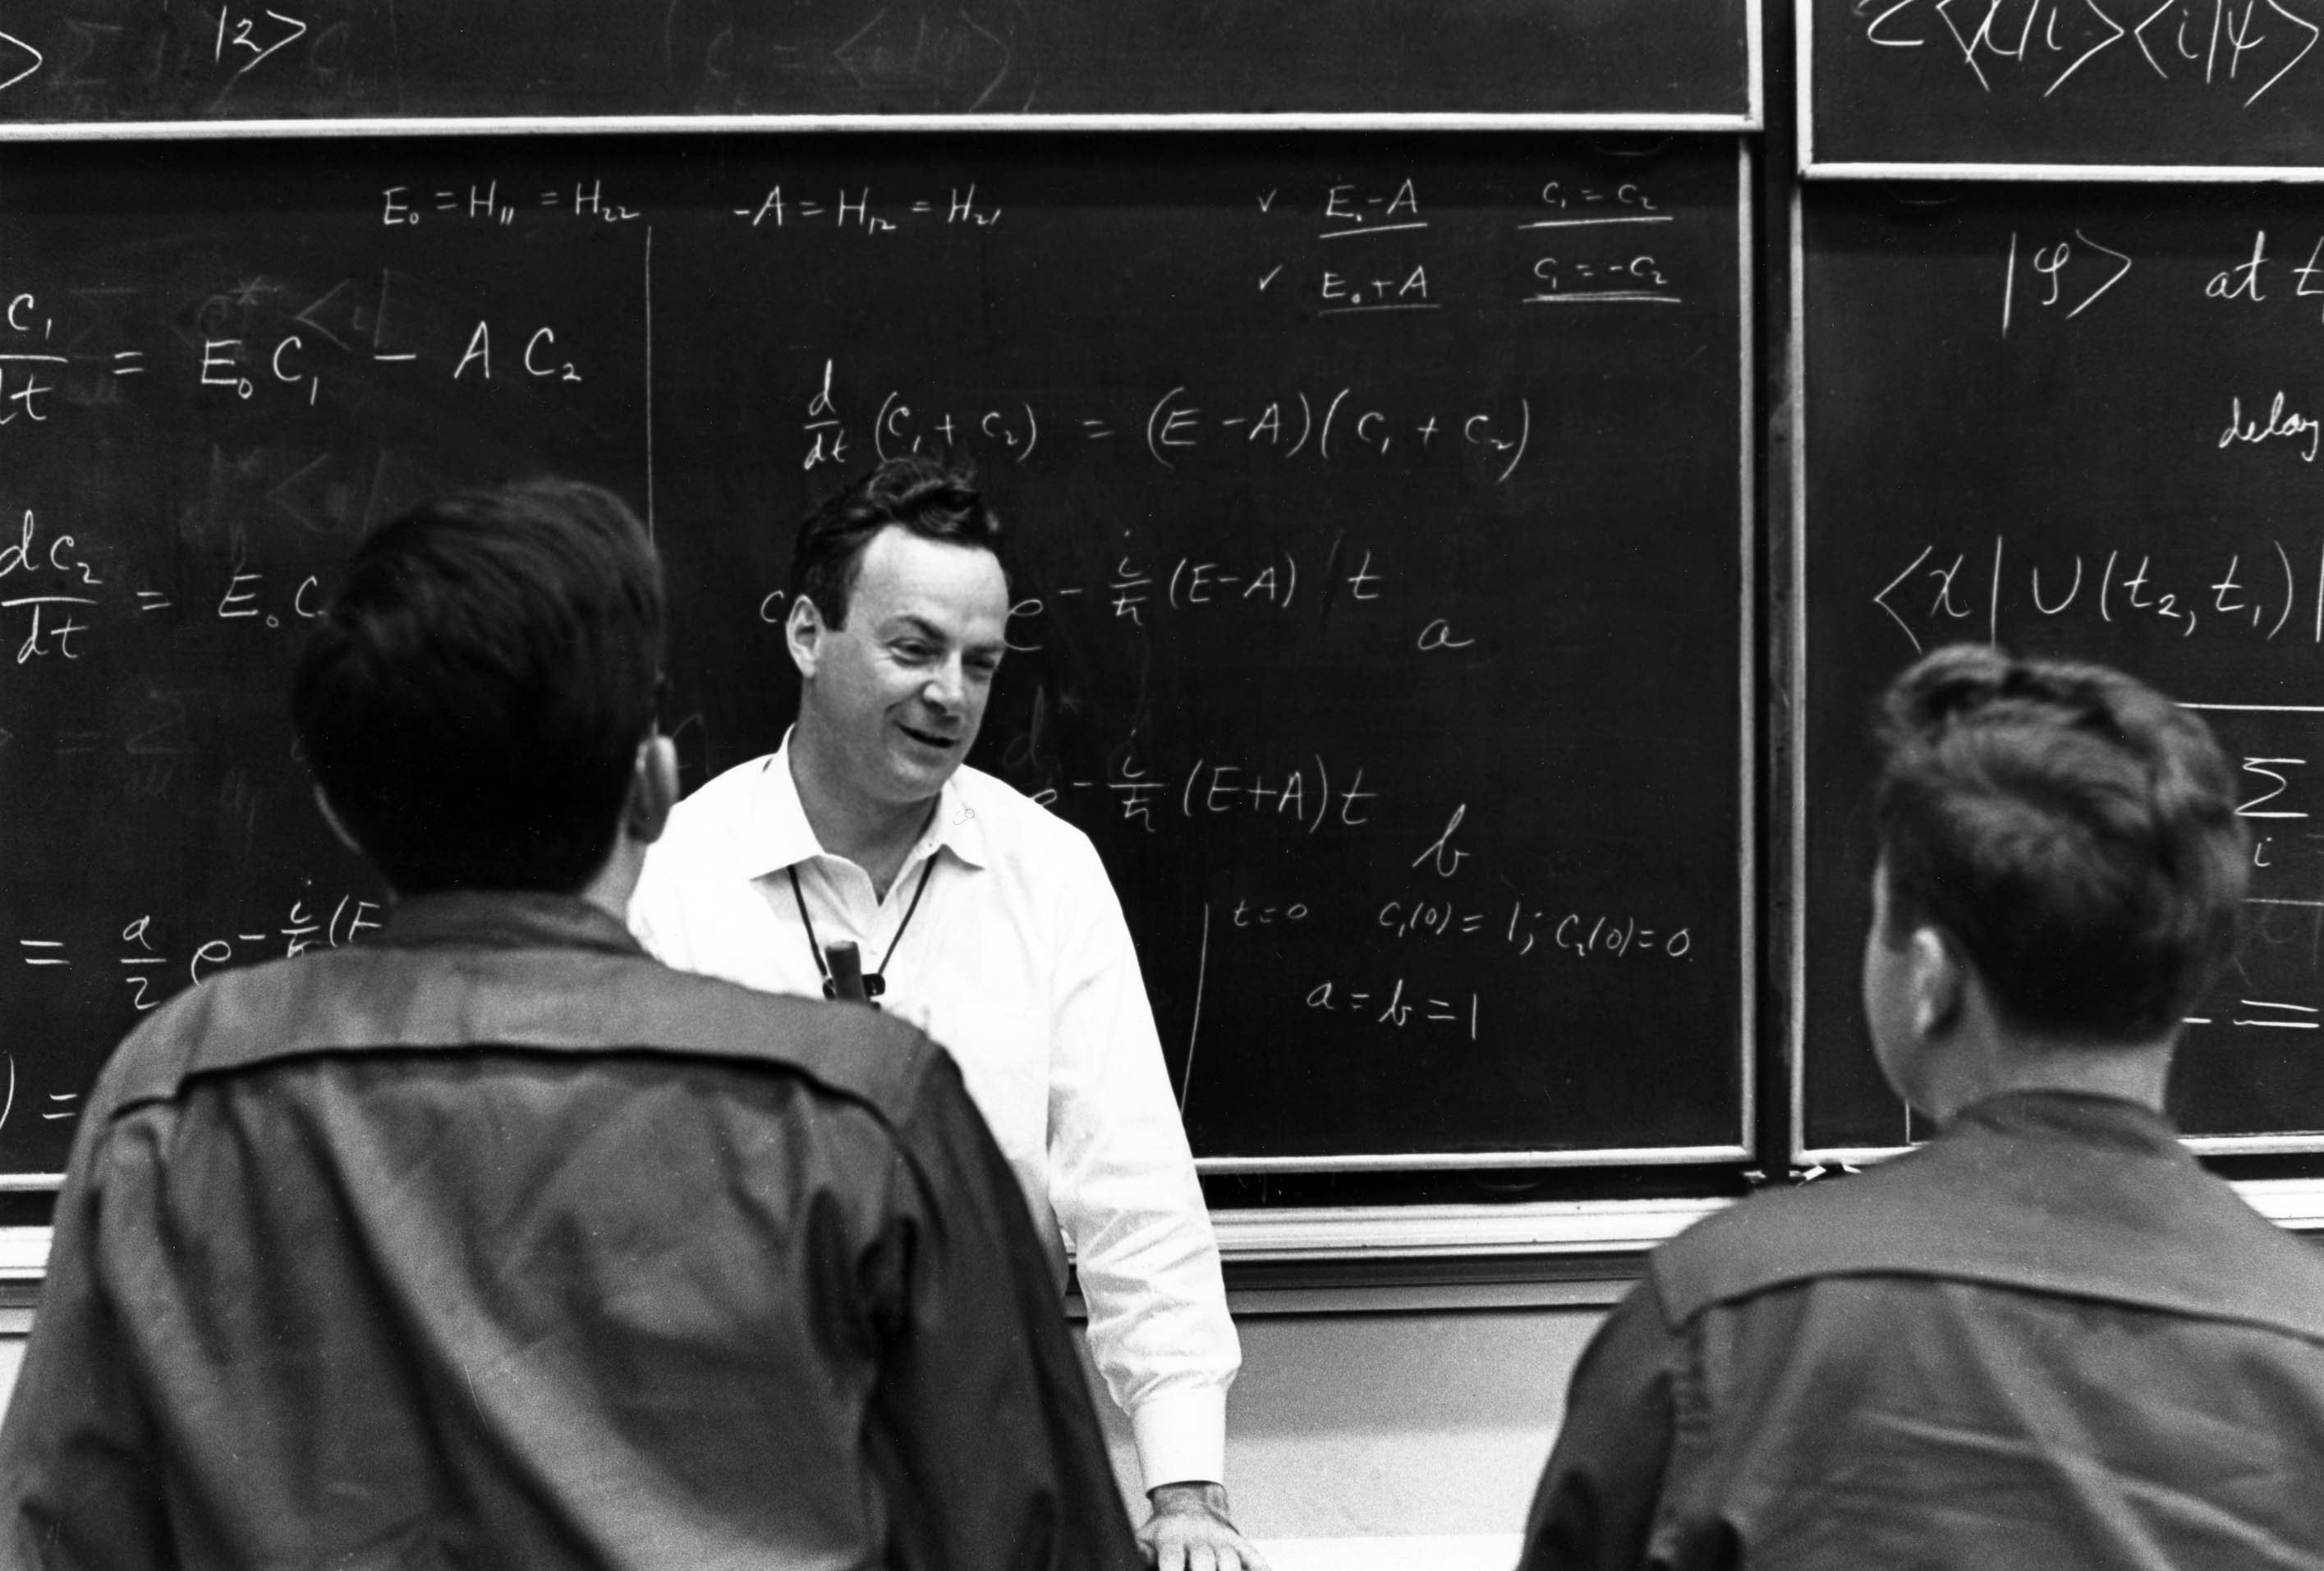 |2>
Σ <χ|i><i|ψ>
E₀ = H₁₁ = H₂₂
-A = H₁₂ = H₂₁
✓ E₀-A   C₁ = C₂
✓ E₀+A   C₁ = -C₂
C₁
dt = E₀C₁ - AC₂
d/dt (C₁ + C₂) = (E - A)(C₁ + C₂)
dC₂/dt = E₀C
C e^{- i/ħ (E-A) t} a
e^{- i/ħ (E+A) t} b
= a/2 e^{- i/ħ (E
) =
t=0 C₁(0) = 1; C₂(0) = 0.
a = b = 1
|φ> at t
delay
<χ| U(t₂, t₁) |
Σ
i
=